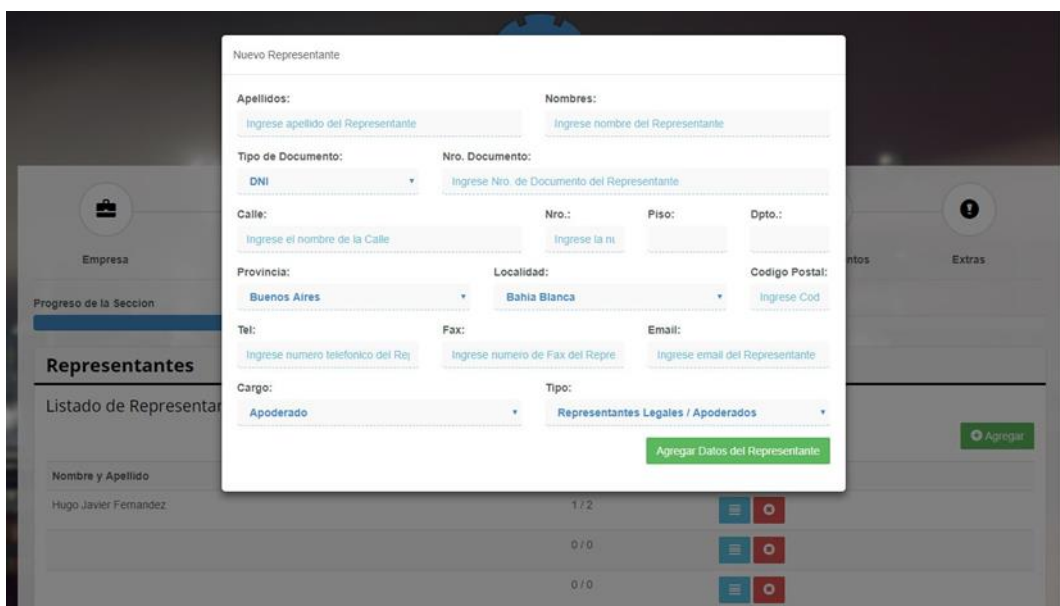 Nuevo Representante
Apellidos: Nombres:
Ingrese apellido del Representante Ingrese nombre del Representante
Tipo de Documento: Nro. Documento:
DNI Ingrese Nro. de Documento del Representante
Calle: Nro.: Piso: Dpto.:
Ingrese el nombre de la Calle Ingrese la nu
Empresa ntos Extras
Provincia: Localidad: Codigo Postal:
Buenos Aires Bahia Blanca Ingrese Cod
Progreso de la Seccion
Tel: Fax: Email:
Ingrese numero telefonico del Rep Ingrese numero de Fax del Repre Ingrese email del Representante
Representantes
Cargo: Tipo:
Listado de Representan
Apoderado Representantes Legales / Apoderados
Agregar
Agregar Datos del Representante
Nombre y Apellido
Hugo Javier Fernandez 1 / 2
0 / 0
0 / 0